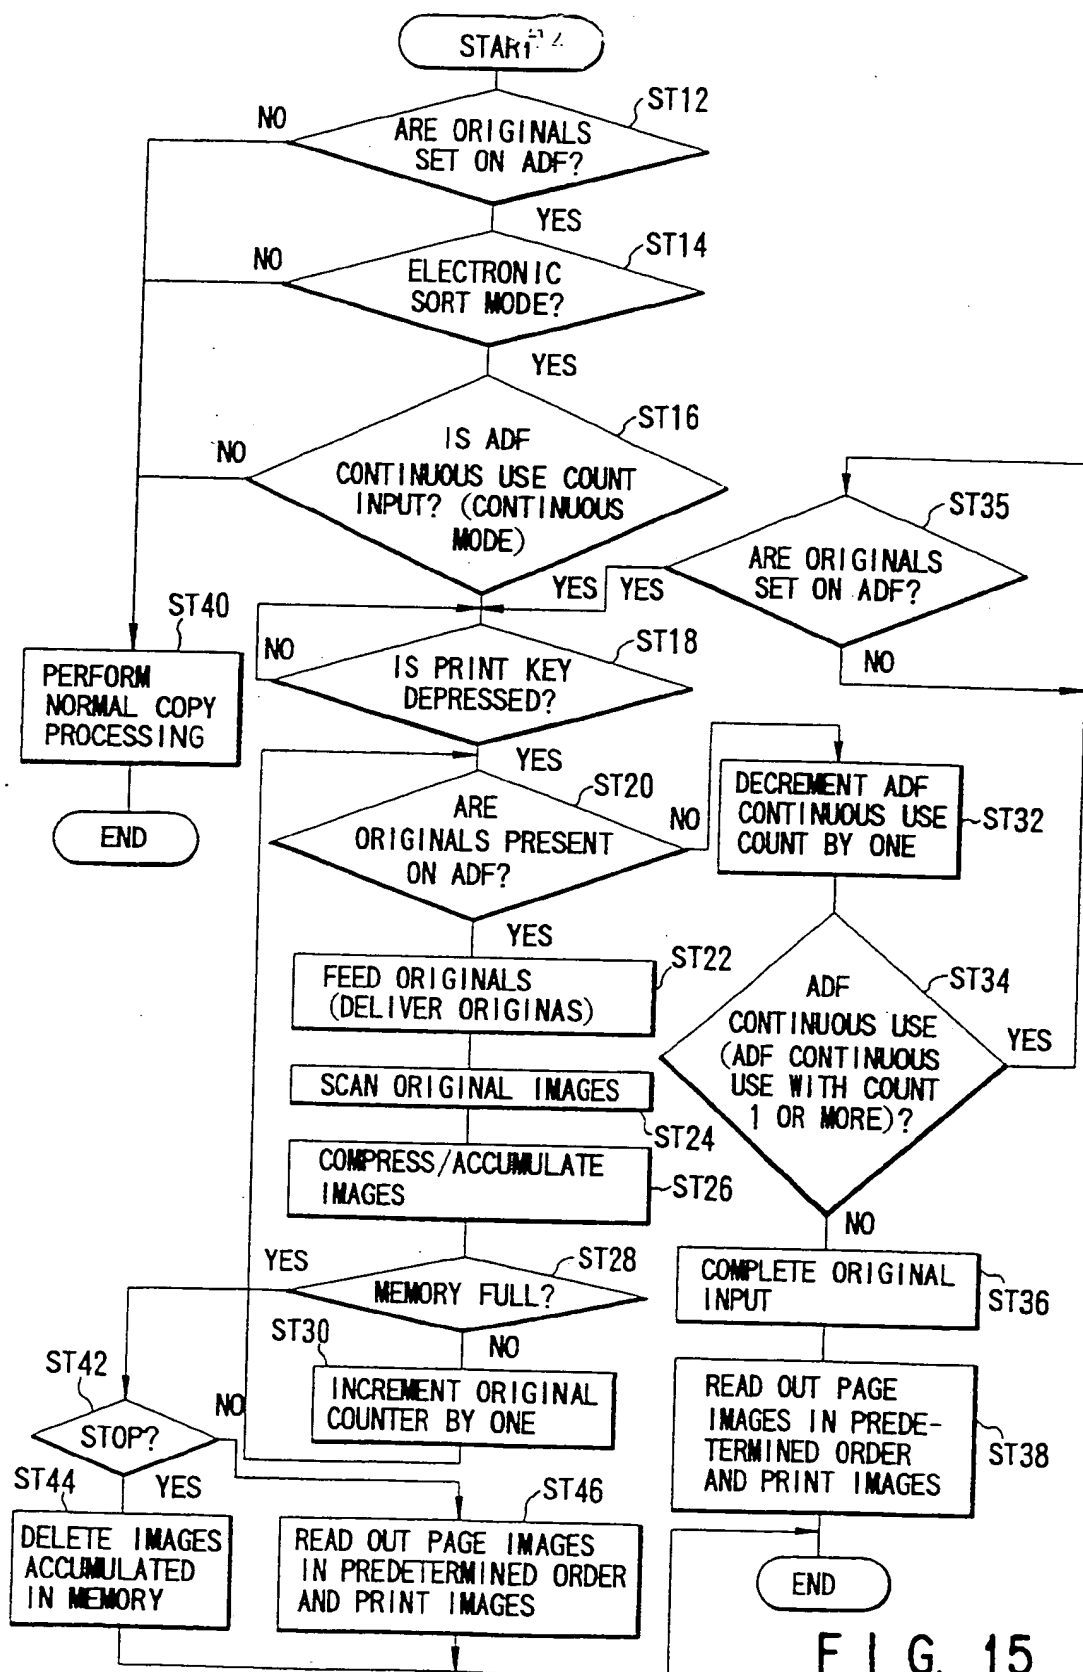 START
ST12
NO
ARE ORIGINALS
SET ON ADF?
YES
ST14
NO
ELECTRONIC
SORT MODE?
YES
ST16
NO
IS ADF
CONTINUOUS USE COUNT
INPUT? (CONTINUOUS
MODE)
YES
ST35
ARE ORIGINALS
SET ON ADF?
YES
NO
ST40
PERFORM
NORMAL COPY
PROCESSING
END
ST18
NO
IS PRINT KEY
DEPRESSED?
YES
ST20
ARE
ORIGINALS PRESENT
ON ADF?
NO
YES
DECREMENT ADF
CONTINUOUS USE
COUNT BY ONE
ST32
ST22
FEED ORIGINALS
(DELIVER ORIGINAS)
ST34
ADF
CONTINUOUS USE
(ADF CONTINUOUS
USE WITH COUNT
1 OR MORE)?
YES
NO
SCAN ORIGINAL IMAGES
ST24
COMPRESS/ACCUMULATE
IMAGES
ST26
YES
ST28
MEMORY FULL?
NO
ST30
INCREMENT ORIGINAL
COUNTER BY ONE
COMPLETE ORIGINAL
INPUT
ST36
READ OUT PAGE
IMAGES IN PREDE-
TERMINED ORDER
AND PRINT IMAGES
ST38
ST42
STOP?
NO
YES
ST44
DELETE IMAGES
ACCUMULATED
IN MEMORY
ST46
READ OUT PAGE IMAGES
IN PREDETERMINED ORDER
AND PRINT IMAGES
END
FIG. 15